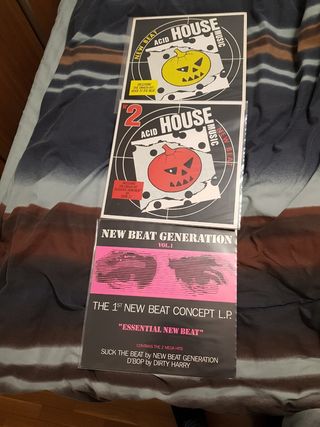 NEW BEAT
ACID
HOUSE
MUSIC
#2
ACID
HOUSE
MUSIC
NEW BEAT
NEW BEAT GENERATION
VOL.1
THE 1ST NEW BEAT CONCEPT L.P.
"ESSENTIAL NEW BEAT"
CONTAINS THE 2 MEGA HITS
SUCK THE BEAT by NEW BEAT GENERATION
D'BOP by DIRTY HARRY